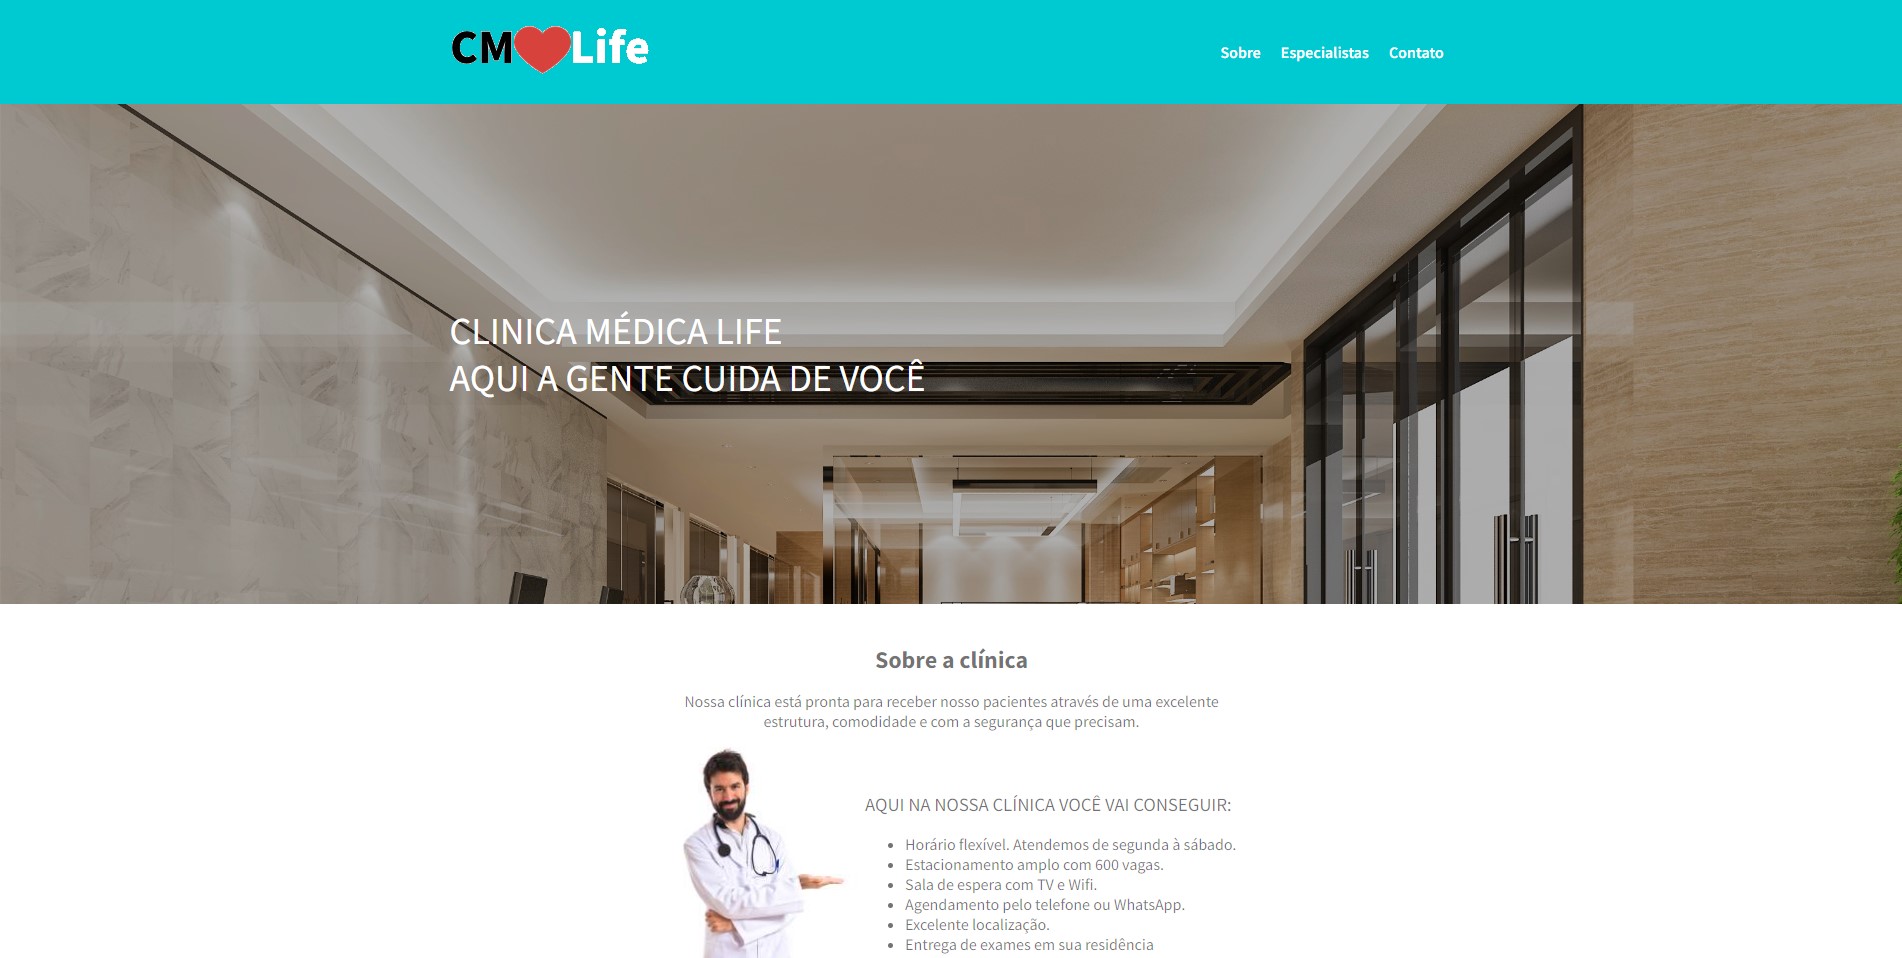 CM Life
Sobre Especialistas Contato
CLINICA MÉDICA LIFE
AQUI A GENTE CUIDA DE VOCÊ
Sobre a clínica
Nossa clínica está pronta para receber nosso pacientes através de uma excelente
estrutura, comodidade e com a segurança que precisam.
AQUI NA NOSSA CLÍNICA VOCÊ VAI CONSEGUIR:
Horário flexível. Atendemos de segunda à sábado.
Estacionamento amplo com 600 vagas.
Sala de espera com TV e Wifi.
Agendamento pelo telefone ou WhatsApp.
Excelente localização.
Entrega de exames em sua residência